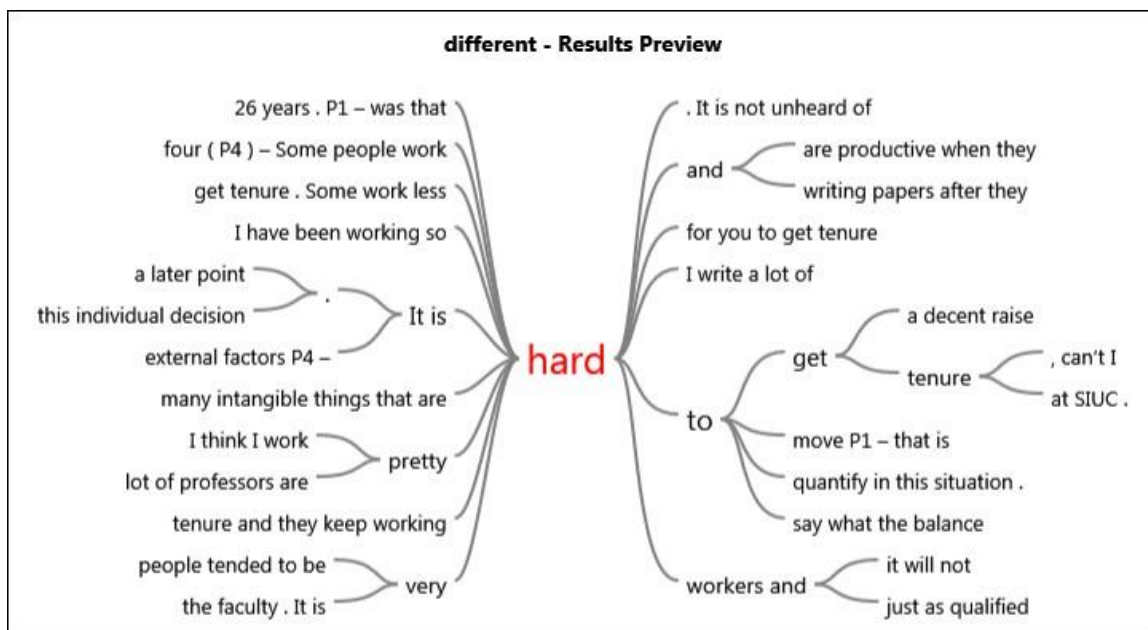 different - Results Preview
26 years . P1 – was that
four ( P4 ) – Some people work
get tenure . Some work less
I have been working so
a later point
this individual decision
.
external factors P4 –
It is
many intangible things that are
I think I work
lot of professors are
pretty
tenure and they keep working
people tended to be
the faculty . It is
very
hard
. It is not unheard of
and
are productive when they
writing papers after they
for you to get tenure
I write a lot of
to
get
a decent raise
tenure
, can't I
at SIUC .
move P1 – that is
quantify in this situation .
say what the balance
workers and
it will not
just as qualified